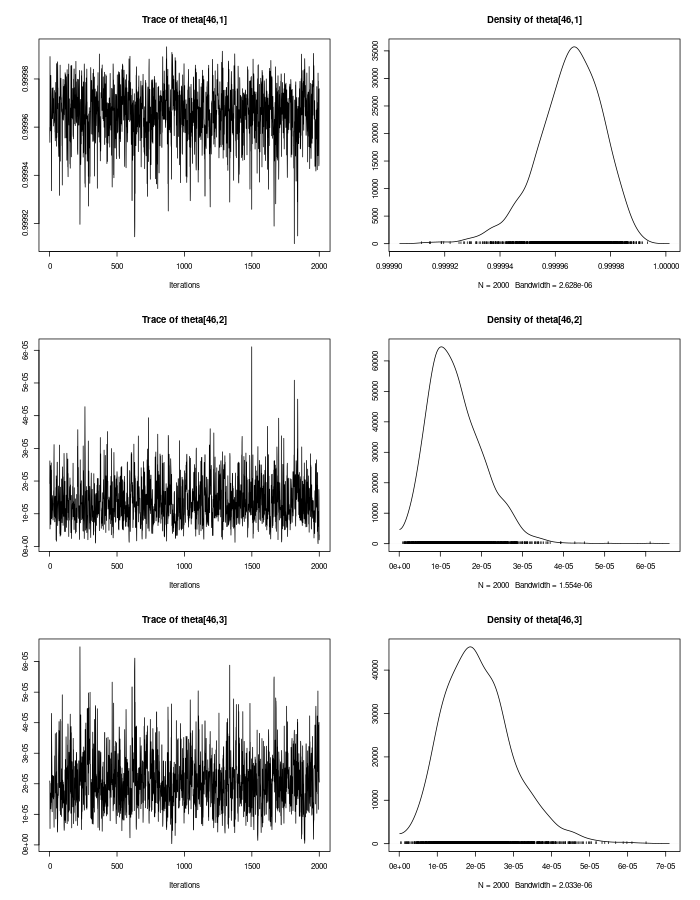 Trace of theta[46,1]
0.99992 0.99994 0.99996 0.99998
0 500 1000 1500 2000
Iterations
Density of theta[46,1]
0 5000 10000 15000 20000 25000 30000 35000
0.99990 0.99992 0.99994 0.99996 0.99998 1.00000
N = 2000 Bandwidth = 2.628e-06
Trace of theta[46,2]
0e+00 1e-05 2e-05 3e-05 4e-05 5e-05 6e-05
0 500 1000 1500 2000
Iterations
Density of theta[46,2]
0 10000 20000 30000 40000 50000 60000
0e+00 1e-05 2e-05 3e-05 4e-05 5e-05 6e-05
N = 2000 Bandwidth = 1.554e-06
Trace of theta[46,3]
0e+00 1e-05 2e-05 3e-05 4e-05 5e-05 6e-05
0 500 1000 1500 2000
Iterations
Density of theta[46,3]
0 10000 20000 30000 40000
0e+00 1e-05 2e-05 3e-05 4e-05 5e-05 6e-05 7e-05
N = 2000 Bandwidth = 2.033e-06